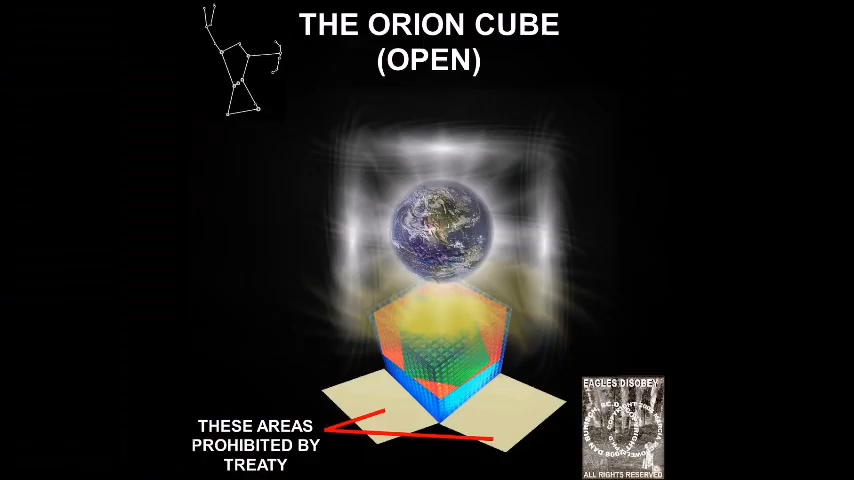 THE ORION CUBE
(OPEN)
THESE AREAS
PROHIBITED BY
TREATY
EAGLES DISOBEY
ALL RIGHTS RESERVED